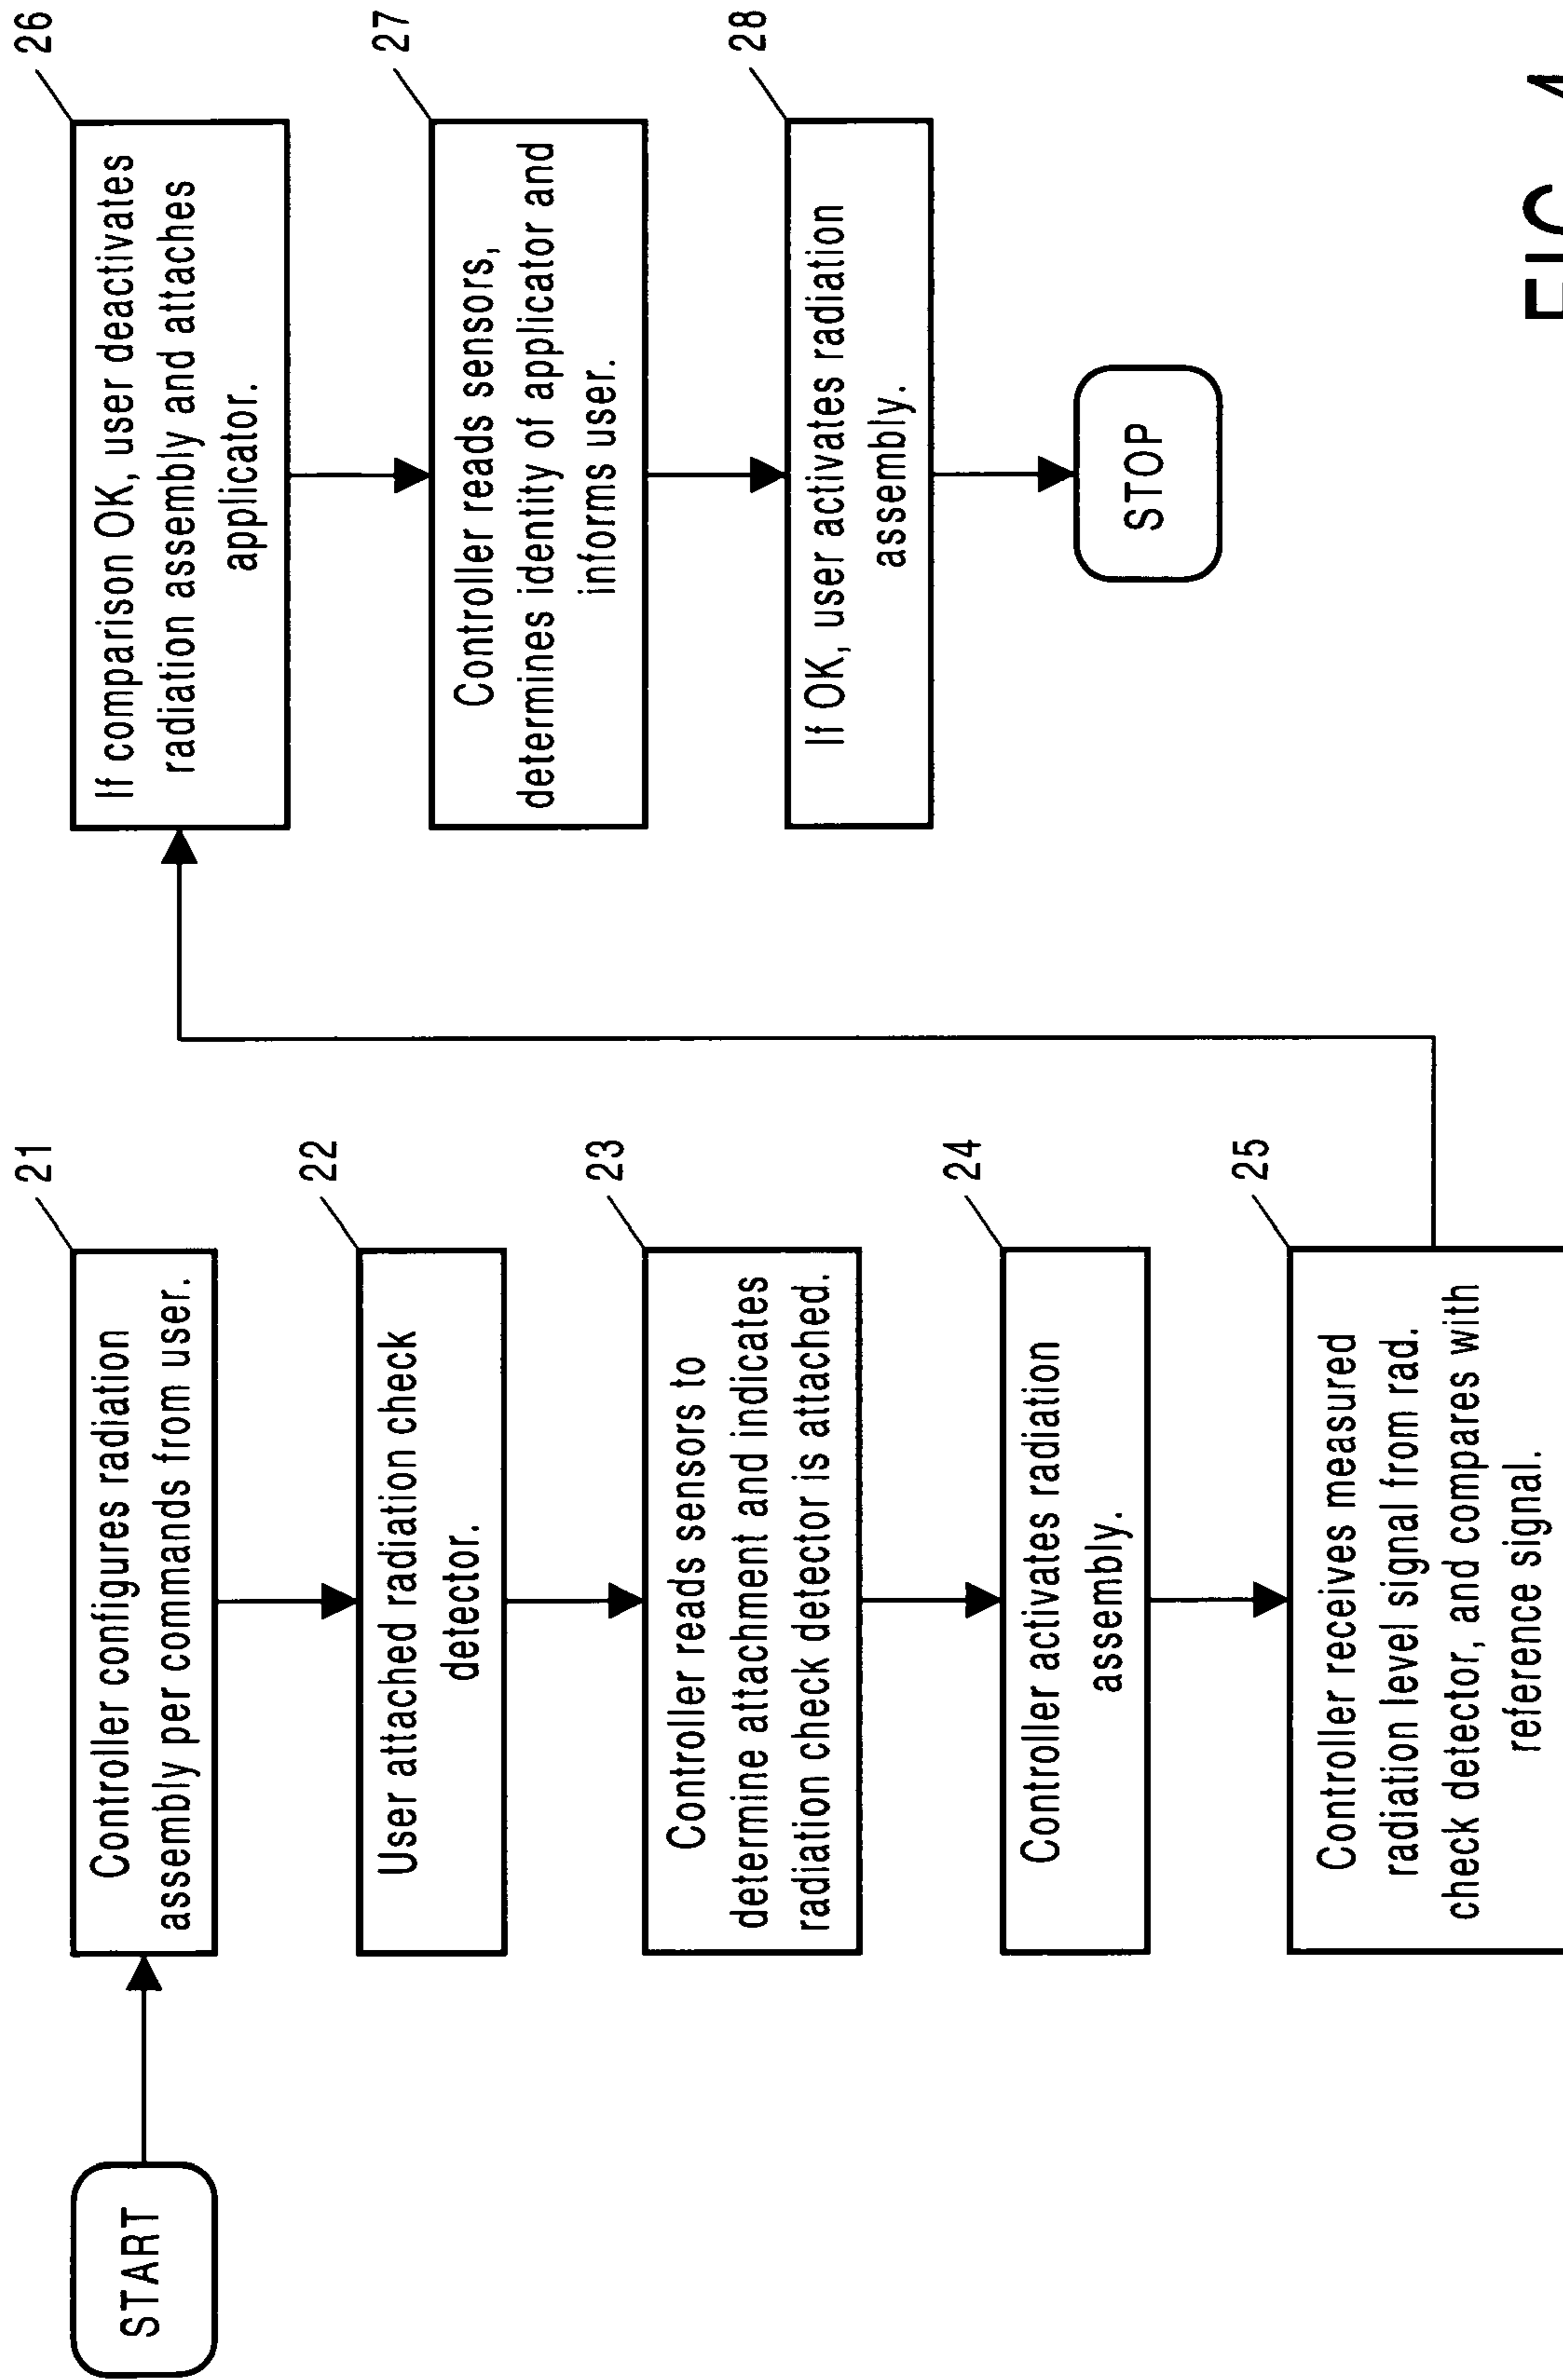 START
21
Controller configures radiation
assembly per commands from user.
22
User attached radiation check
detector.
23
Controller reads sensors to
determine attachment and indicates
radiation check detector is attached.
24
Controller activates radiation
assembly.
25
Controller receives measured
radiation level signal from rad.
check detector, and compares with
reference signal.
26
If comparison OK, user deactivates
radiation assembly and attaches
applicator.
27
Controller reads sensors,
determines identity of applicator and
informs user.
28
If OK, user activates radiation
assembly.
STOP